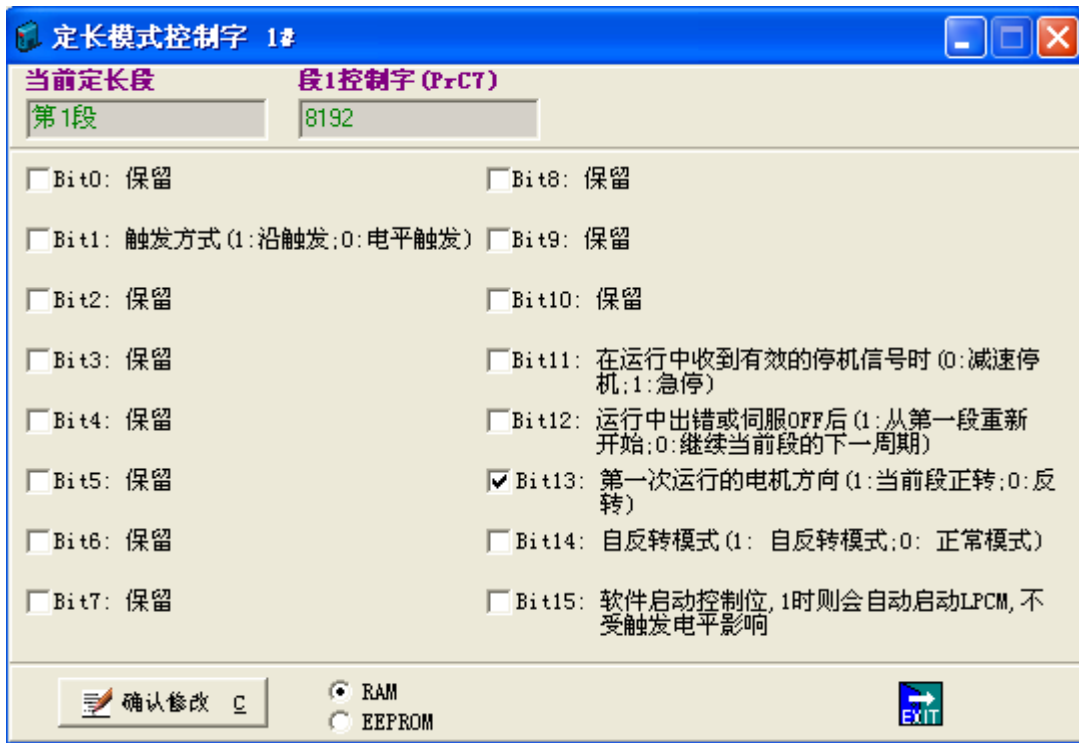 定长模式控制字 1#
当前定长段 段1控制字(PrC7)
第1段 8192
Bit0: 保留
Bit8: 保留
Bit1: 触发方式(1:沿触发;0:电平触发)
Bit9: 保留
Bit2: 保留
Bit10: 保留
Bit3: 保留
Bit11: 在运行中收到有效的停机信号时(0:减速停
机;1:急停)
Bit4: 保留
Bit12: 运行中出错或伺服OFF后(1:从第一段重新
开始;0:继续当前段的下一周期)
Bit5: 保留
Bit13: 第一次运行的电机方向(1:当前段正转;0:反
转)
Bit6: 保留
Bit14: 自反转模式(1: 自反转模式;0: 正常模式)
Bit7: 保留
Bit15: 软件启动控制位,1时则会自动启动LPCM,不
受触发电平影响
确认修改 C
RAM
EEPROM
EXIT